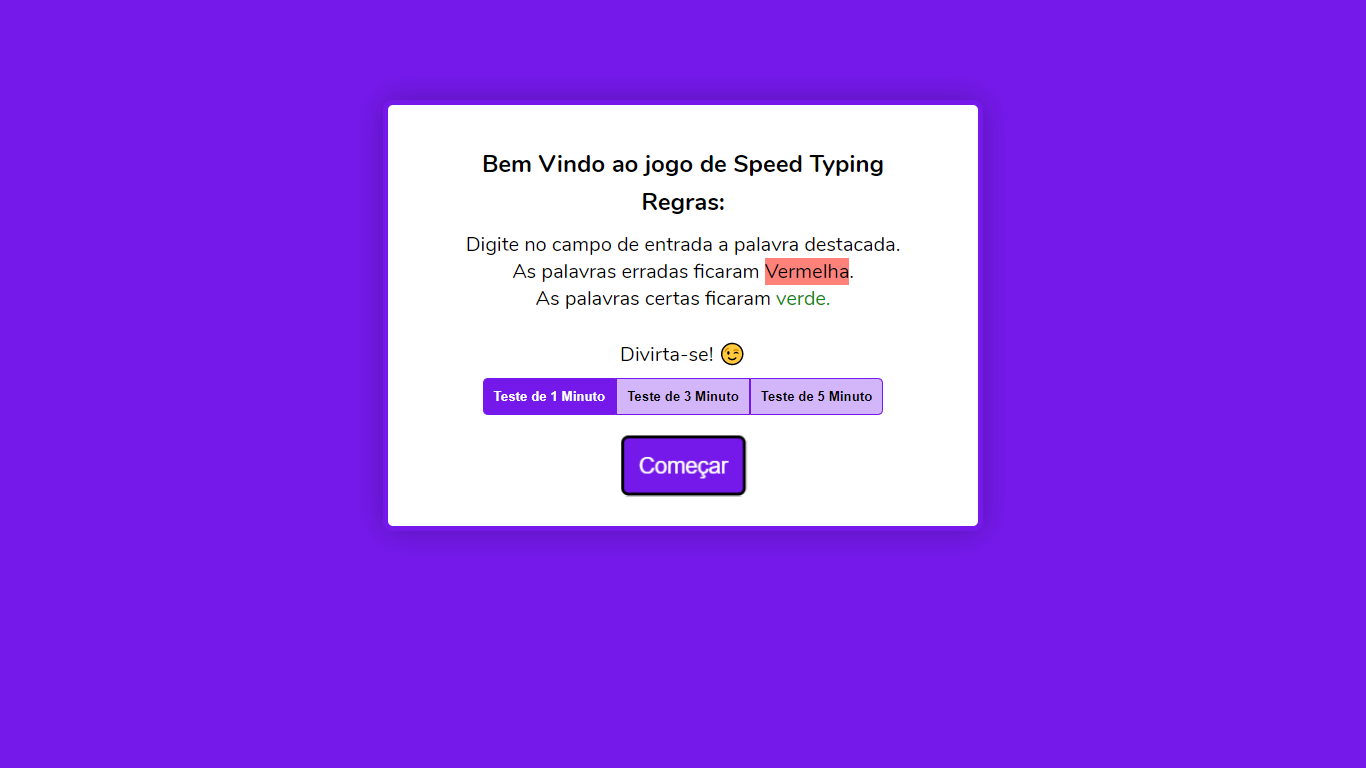 Bem Vindo ao jogo de Speed Typing
Regras:
Digite no campo de entrada a palavra destacada.
As palavras erradas ficaram Vermelha.
As palavras certas ficaram verde.
Divirta-se! 😉
Teste de 1 Minuto Teste de 3 Minuto Teste de 5 Minuto
Começar